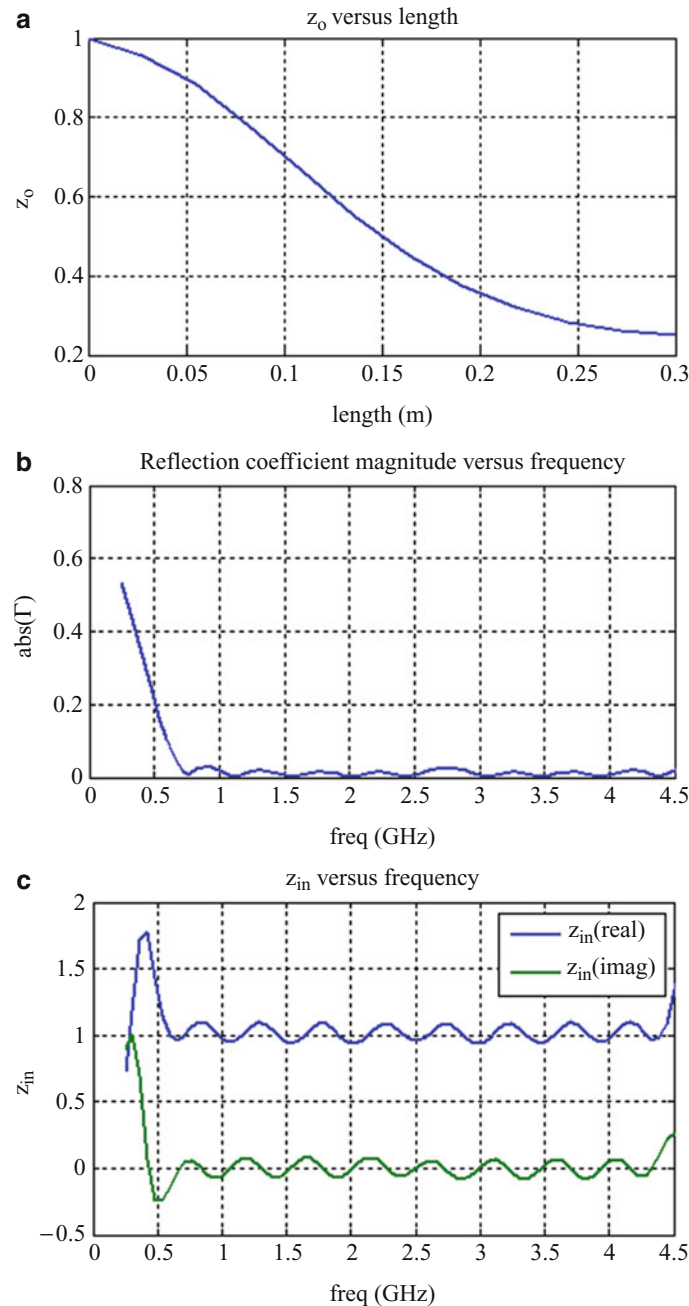 a
z_o versus length
1
0.8
0.6
0.4
0.2
z_o
0 0.05 0.1 0.15 0.2 0.25 0.3
length (m)
b
Reflection coefficient magnitude versus frequency
0.8
0.6
0.4
0.2
0
abs(Γ)
0 0.5 1 1.5 2 2.5 3 3.5 4 4.5
freq (GHz)
c
z_in versus frequency
2
1.5
1
0.5
0
−0.5
z_in
z_in(real)
z_in(imag)
0 0.5 1 1.5 2 2.5 3 3.5 4 4.5
freq (GHz)